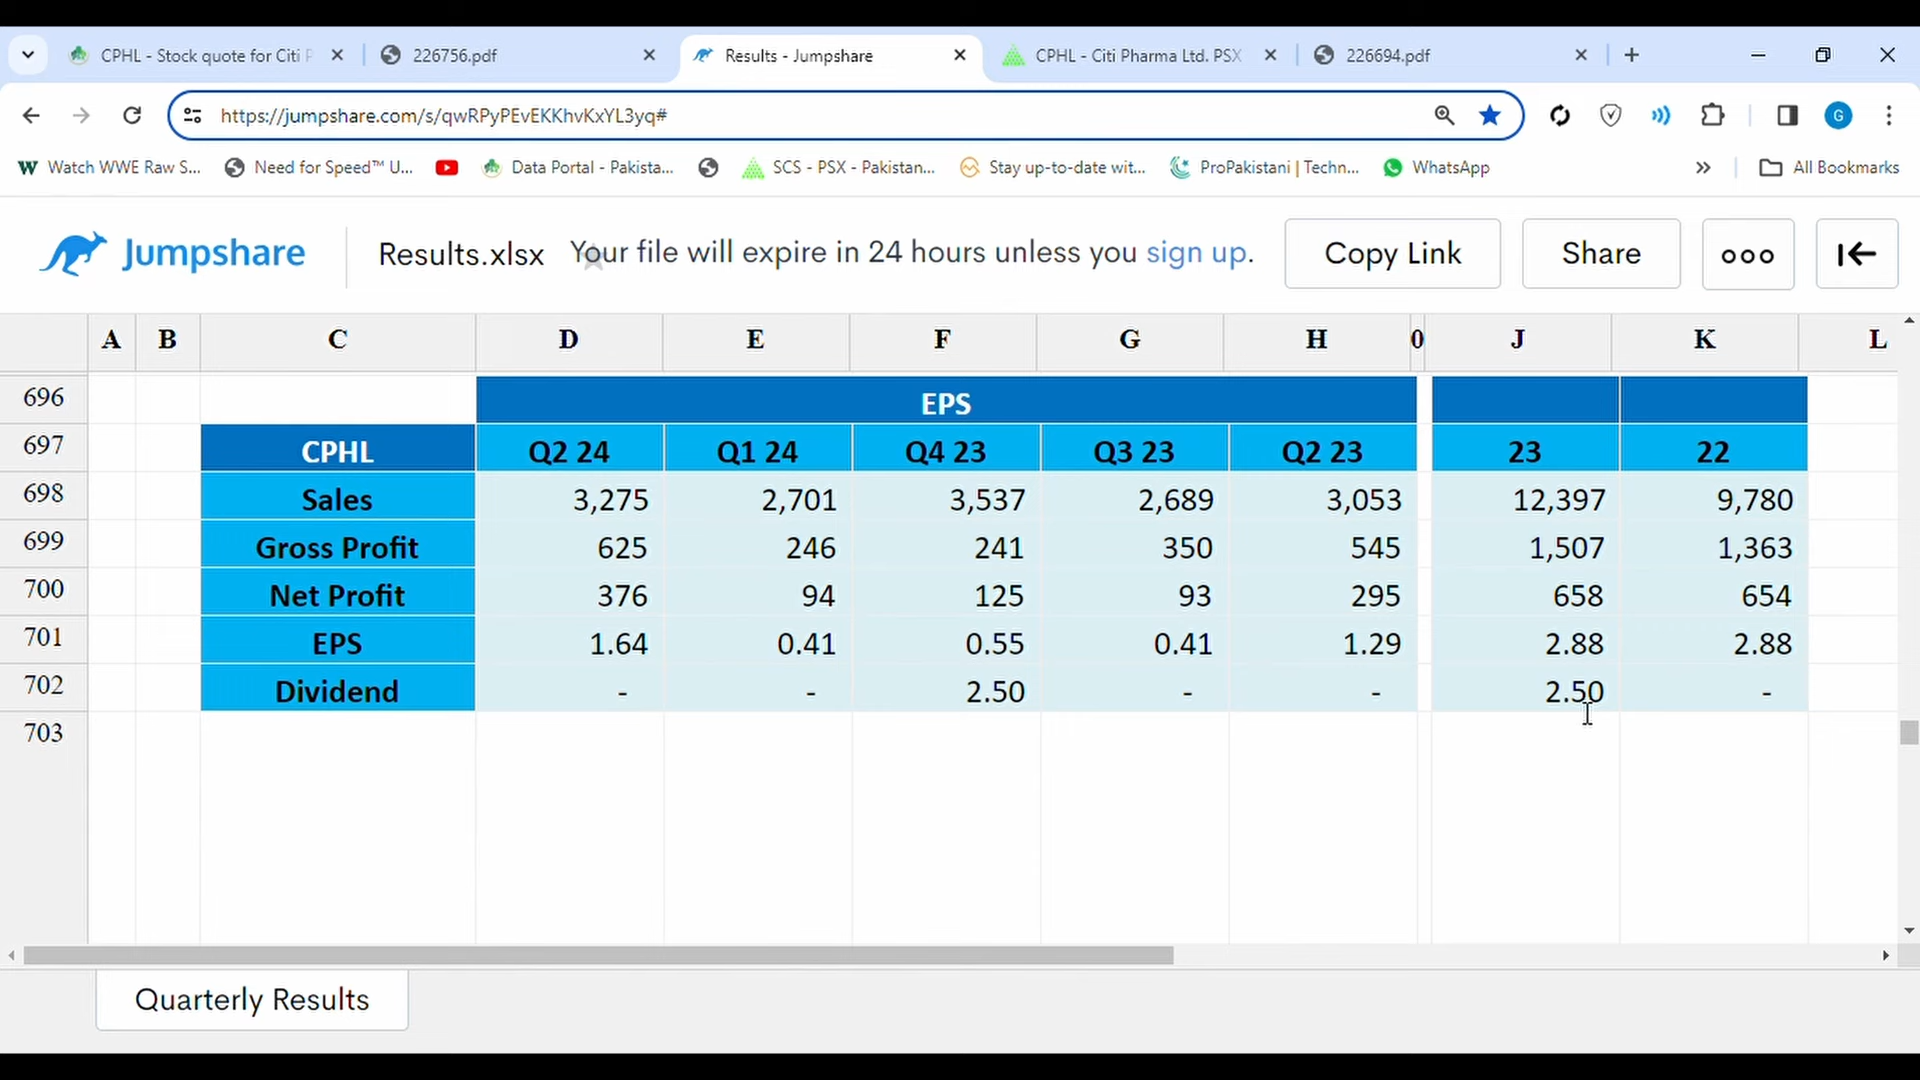 CPHL - Stock quote for Citi P
226756.pdf
Results - Jumpshare
CPHL - Citi Pharma Ltd. PSX
226694.pdf
https://jumpshare.com/s/qwRPyPEvEKKhvKxYL3yq#
G
Watch WWE Raw S...
Need for Speed™ U...
Data Portal - Pakista...
SCS - PSX - Pakistan...
Stay up-to-date wit...
ProPakistani | Techn...
WhatsApp
All Bookmarks
Jumpshare
Results.xlsx
Your file will expire in 24 hours unless you sign up.
Copy Link
Share
A B C D E F G H 0 J K L
696 EPS
697 CPHL Q2 24 Q1 24 Q4 23 Q3 23 Q2 23 23 22
698 Sales 3,275 2,701 3,537 2,689 3,053 12,397 9,780
699 Gross Profit 625 246 241 350 545 1,507 1,363
700 Net Profit 376 94 125 93 295 658 654
701 EPS 1.64 0.41 0.55 0.41 1.29 2.88 2.88
702 Dividend - - 2.50 - - 2.50 -
703
Quarterly Results